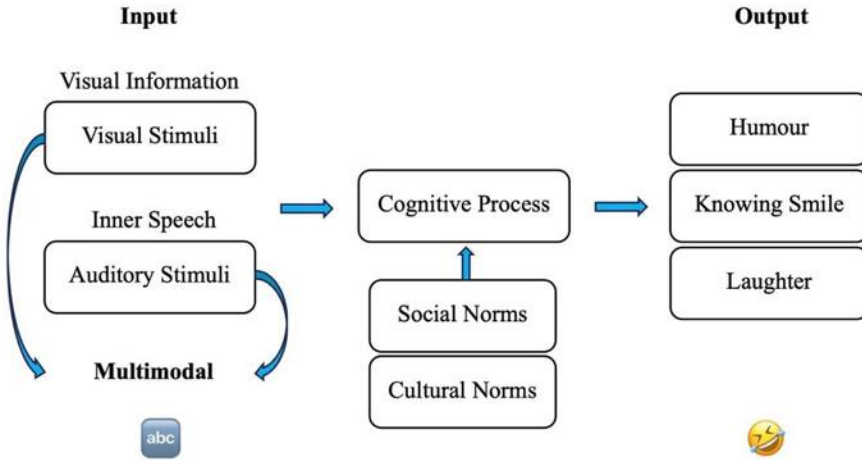 Input
Output
Visual Information
Visual Stimuli
Inner Speech
Auditory Stimuli
Multimodal
abc
Cognitive Process
Social Norms
Cultural Norms
Humour
Knowing Smile
Laughter